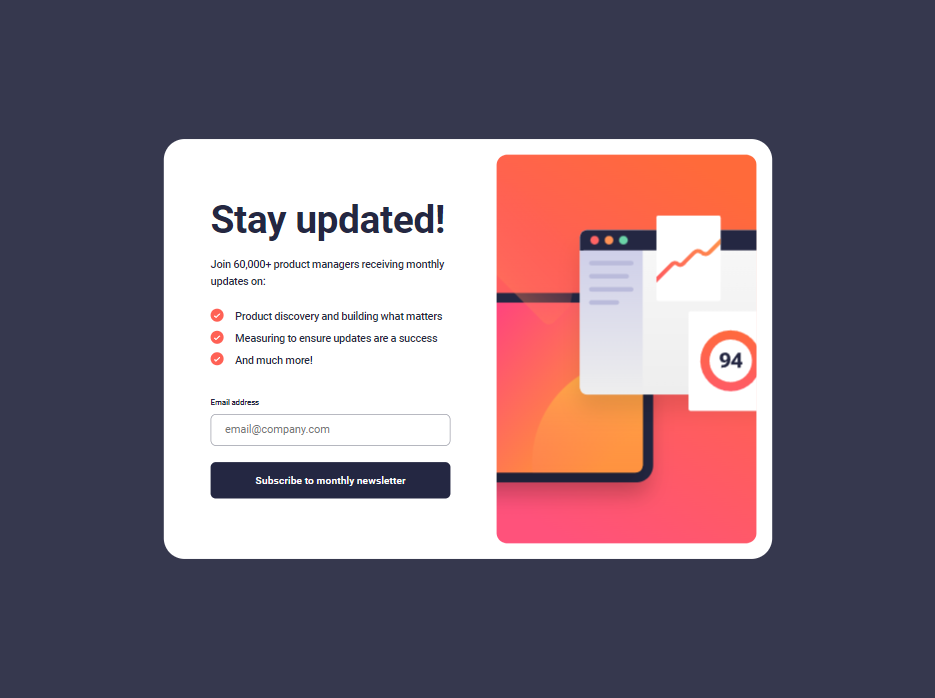 Stay updated!
Join 60,000+ product managers receiving monthly
updates on:
Product discovery and building what matters
Measuring to ensure updates are a success
And much more!
Email address
email@company.com
Subscribe to monthly newsletter
94